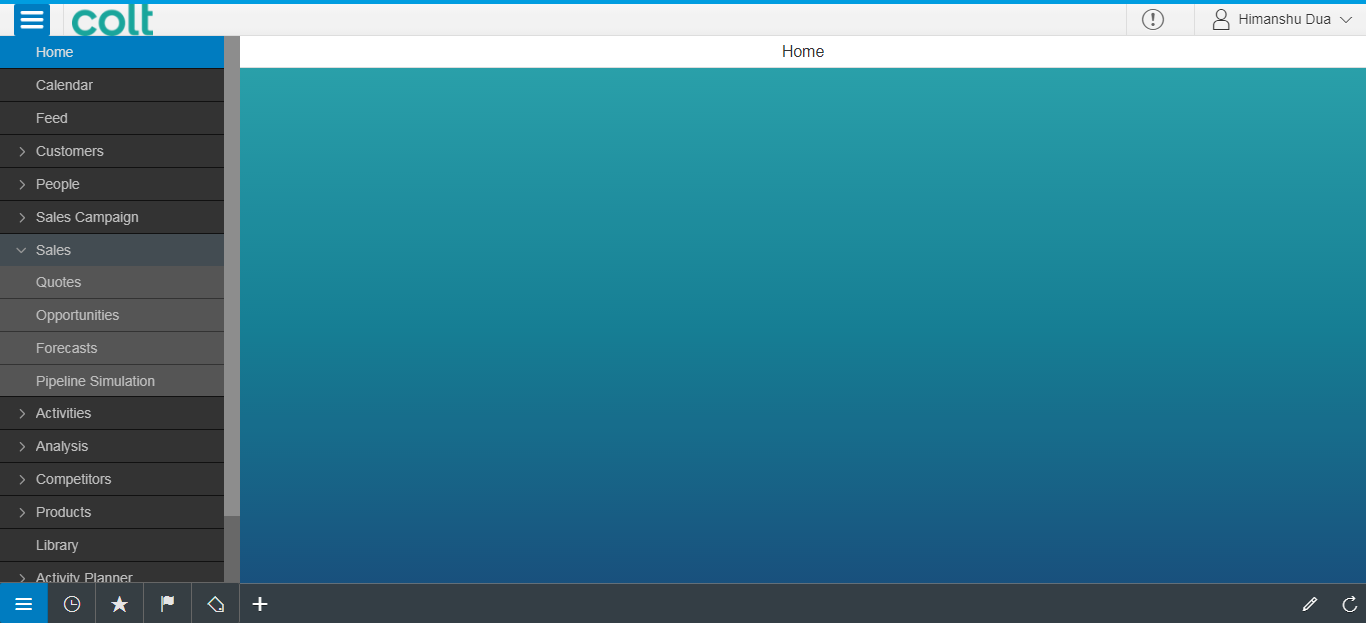 colt
Himanshu Dua
Home
Home
Calendar
Feed
Customers
People
Sales Campaign
Sales
Quotes
Opportunities
Forecasts
Pipeline Simulation
Activities
Analysis
Competitors
Products
Library
Activity Planner